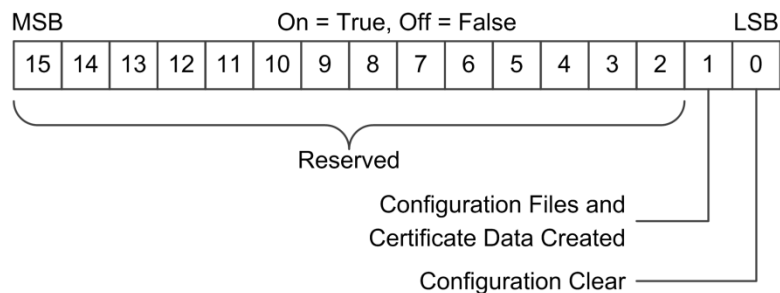 MSB On = True, Off = False LSB
15 14 13 12 11 10 9 8 7 6 5 4 3 2 1 0
Reserved
Configuration Files and
Certificate Data Created
Configuration Clear